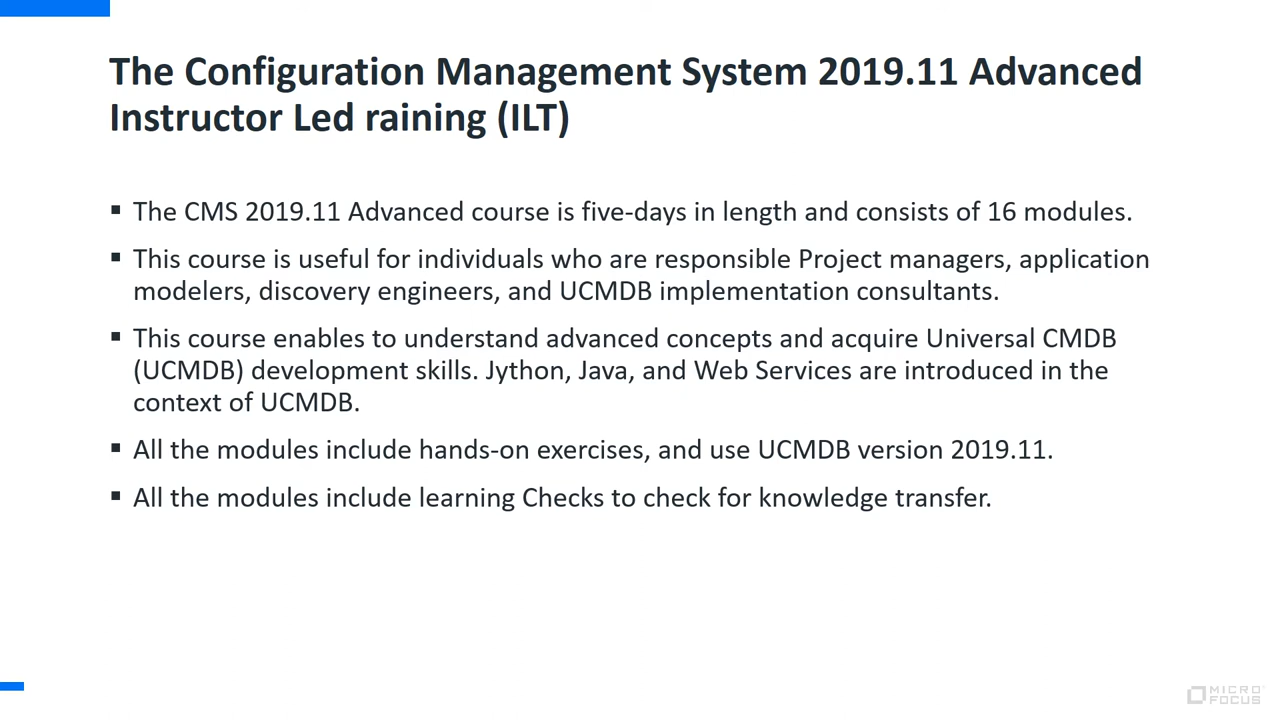 The Configuration Management System 2019.11 Advanced
Instructor Led raining (ILT)
▪ The CMS 2019.11 Advanced course is five-days in length and consists of 16 modules.
▪ This course is useful for individuals who are responsible Project managers, application
modelers, discovery engineers, and UCMDB implementation consultants.
▪ This course enables to understand advanced concepts and acquire Universal CMDB
(UCMDB) development skills. Jython, Java, and Web Services are introduced in the
context of UCMDB.
▪ All the modules include hands-on exercises, and use UCMDB version 2019.11.
▪ All the modules include learning Checks to check for knowledge transfer.
MICRO
FOCUS